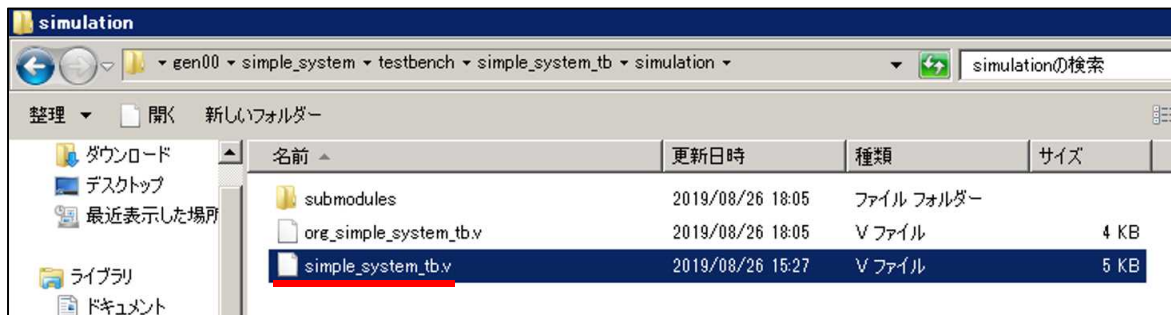 simulation
gen00 simple_system testbench simple_system_tb simulation simulationの検索
整理 開く 新しいフォルダー
ダウンロード 名前 更新日時 種類 サイズ
デスクトップ submodules 2019/08/26 18:05 ファイル フォルダー
最近表示した場所 org_simple_system_tb.v 2019/08/26 18:05 V ファイル 4 KB
simple_system_tb.v 2019/08/26 15:27 V ファイル 5 KB
ライブラリ
ドキュメント